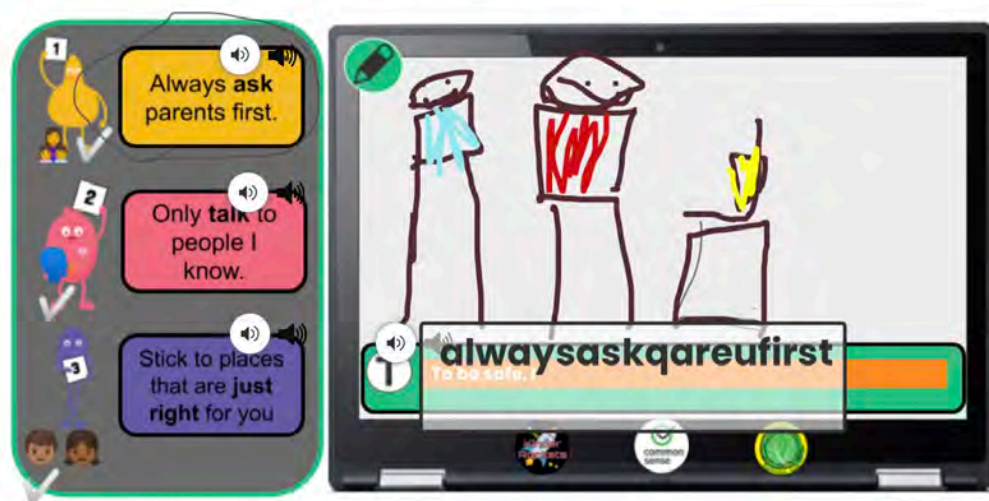 1
Always ask
parents first.
2
Only talk to
people I
know.
3
Stick to places
that are just
right for you
alwaysaskqareufirst
T
To be safe, I
common
sense